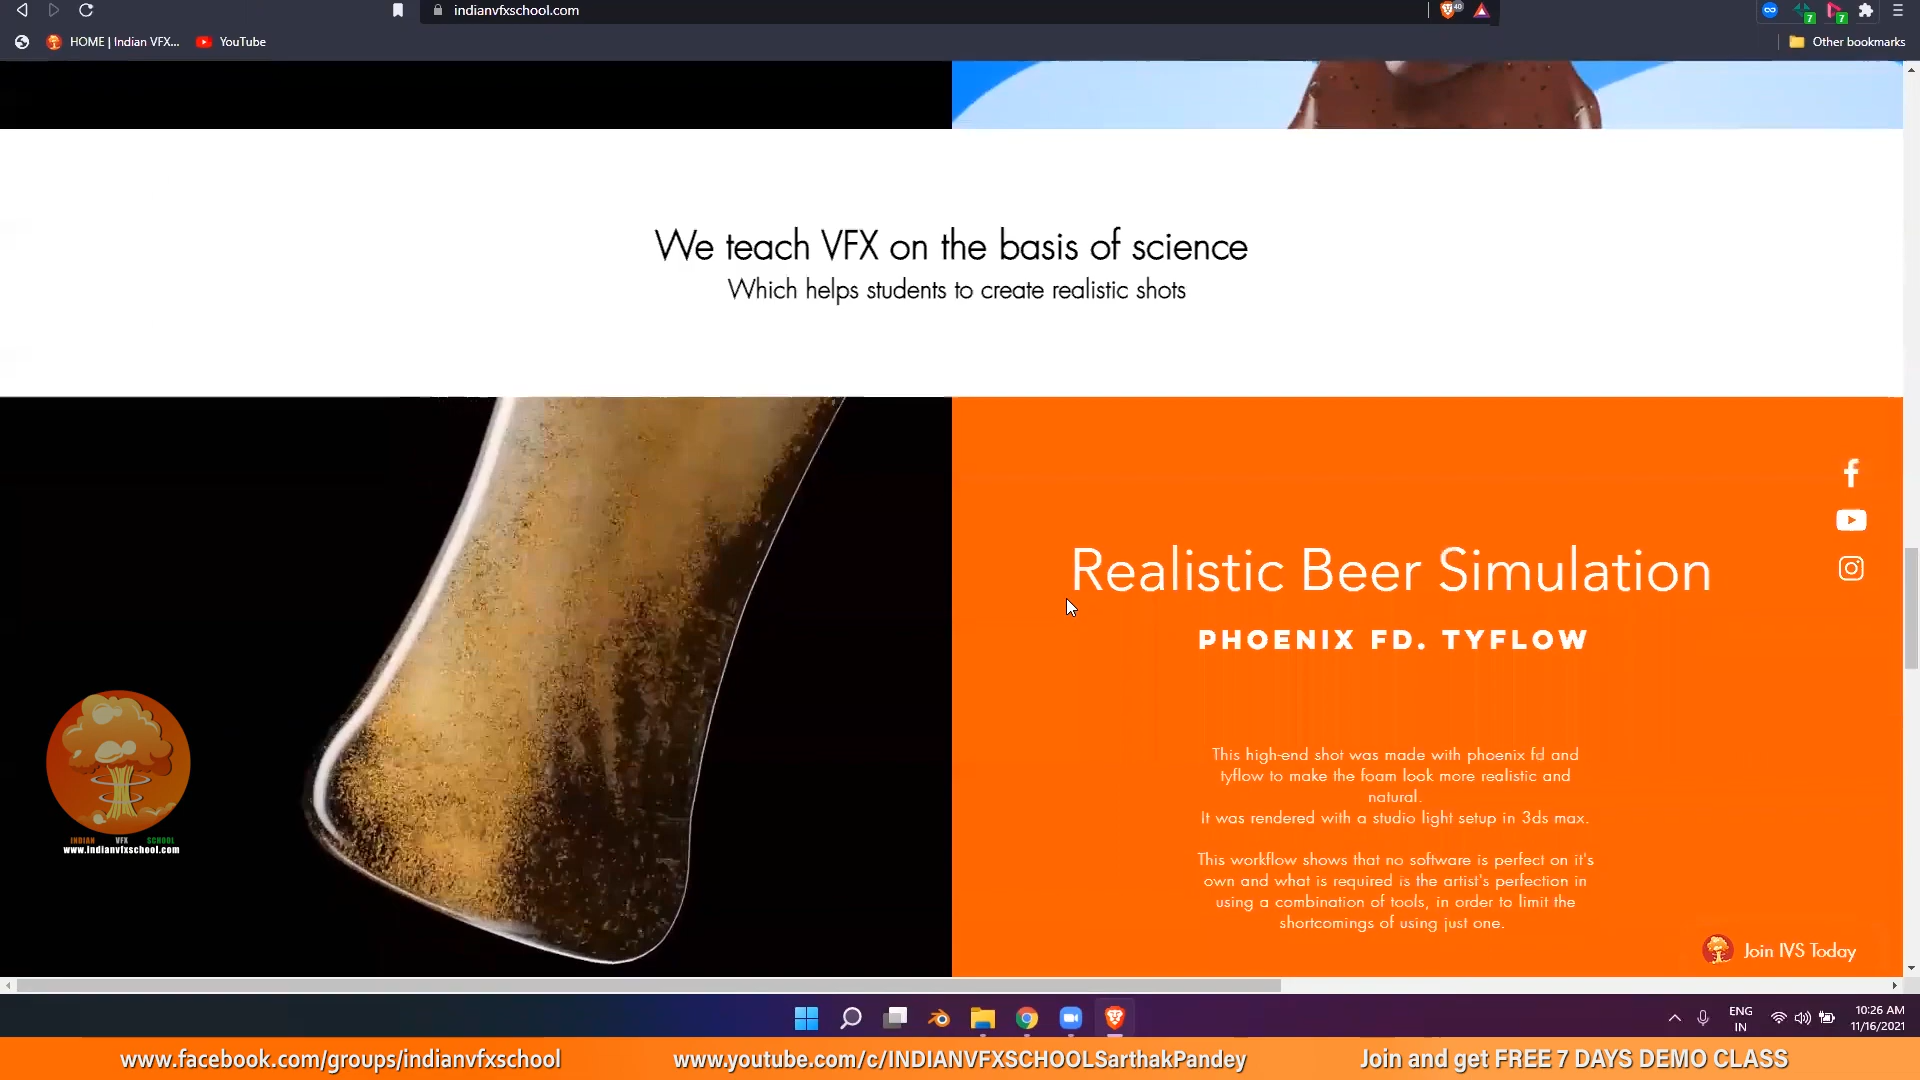 indianvfxschool.com
40
7
7
HOME | Indian VFX...
YouTube
Other bookmarks
We teach VFX on the basis of science
Which helps students to create realistic shots
Realistic Beer Simulation
PHOENIX FD. TYFLOW
This high-end shot was made with phoenix fd and
tyflow to make the foam look more realistic and
natural.
It was rendered with a studio light setup in 3ds max.
This workflow shows that no software is perfect on it's
own and what is required is the artist's perfection in
using a combination of tools, in order to limit the
shortcomings of using just one.
INDIAN VFX SCHOOL
www.indianvfxschool.com
Join IVS Today
ENG
IN
10:26 AM
11/16/2021
www.facebook.com/groups/indianvfxschool
www.youtube.com/c/INDIANVFXSCHOOLSarthakPandey
Join and get FREE 7 DAYS DEMO CLASS